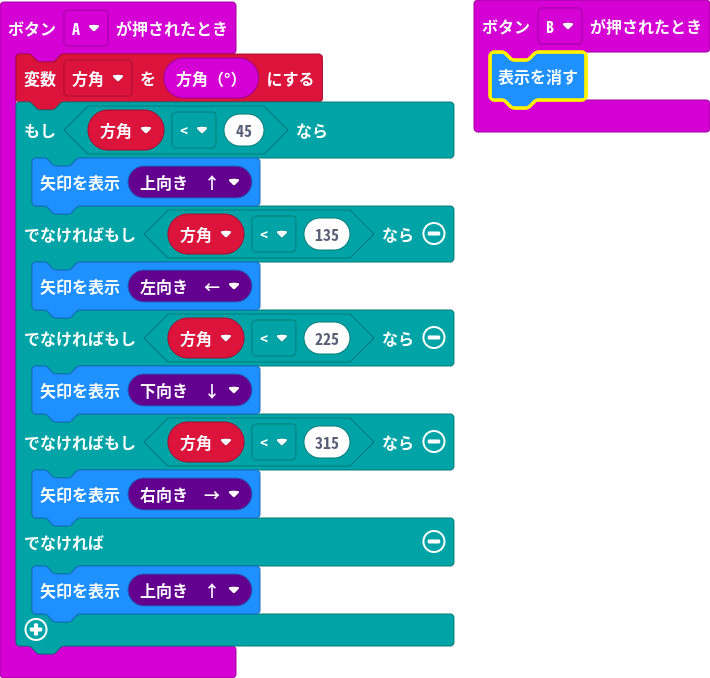 ボタン A が押されたとき
変数 方角 を 方角（°） にする
もし 方角 < 45 なら
矢印を表示 上向き ↑
でなければもし 方角 < 135 なら
矢印を表示 左向き ←
でなければもし 方角 < 225 なら
矢印を表示 下向き ↓
でなければもし 方角 < 315 なら
矢印を表示 右向き →
でなければ
矢印を表示 上向き ↑
ボタン B が押されたとき
表示を消す